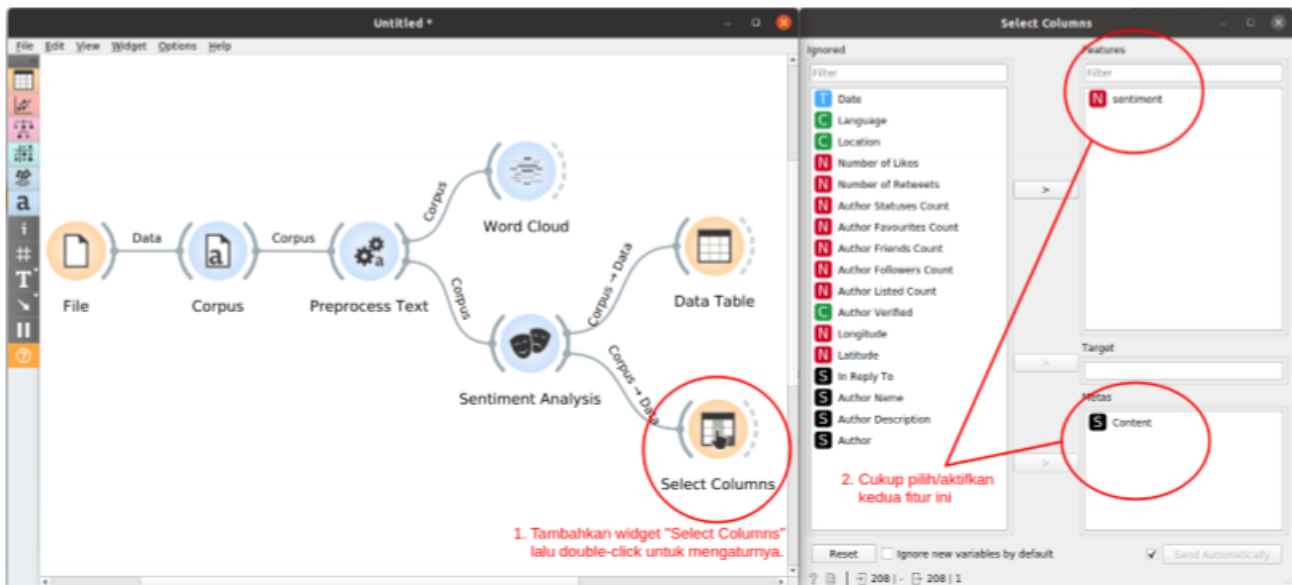 Untitled *
File Edit View Widget Options Help
Data
Corpus
Corpus
Corpus
Corpus → Data
Corpus → Data
File
Corpus
Preprocess Text
Word Cloud
Sentiment Analysis
Data Table
Select Columns
1. Tambahkan widget "Select Columns"
lalu double-click untuk mengaturnya.
Select Columns
Ignored
Filter
T Date
C Language
C Location
N Number of Likes
N Number of Retweets
N Author Statuses Count
N Author Favourites Count
N Author Friends Count
N Author Followers Count
N Author Listed Count
C Author Verified
N Longitude
N Latitude
S In Reply To
S Author Name
S Author Description
S Author
2. Cukup pilih/aktifkan
kedua fitur ini
>
>
>
Features
Filter
N sentiment
Target
Metas
S Content
Reset
Ignore new variables by default
Send Automatically
? 208 | - 208 | 1